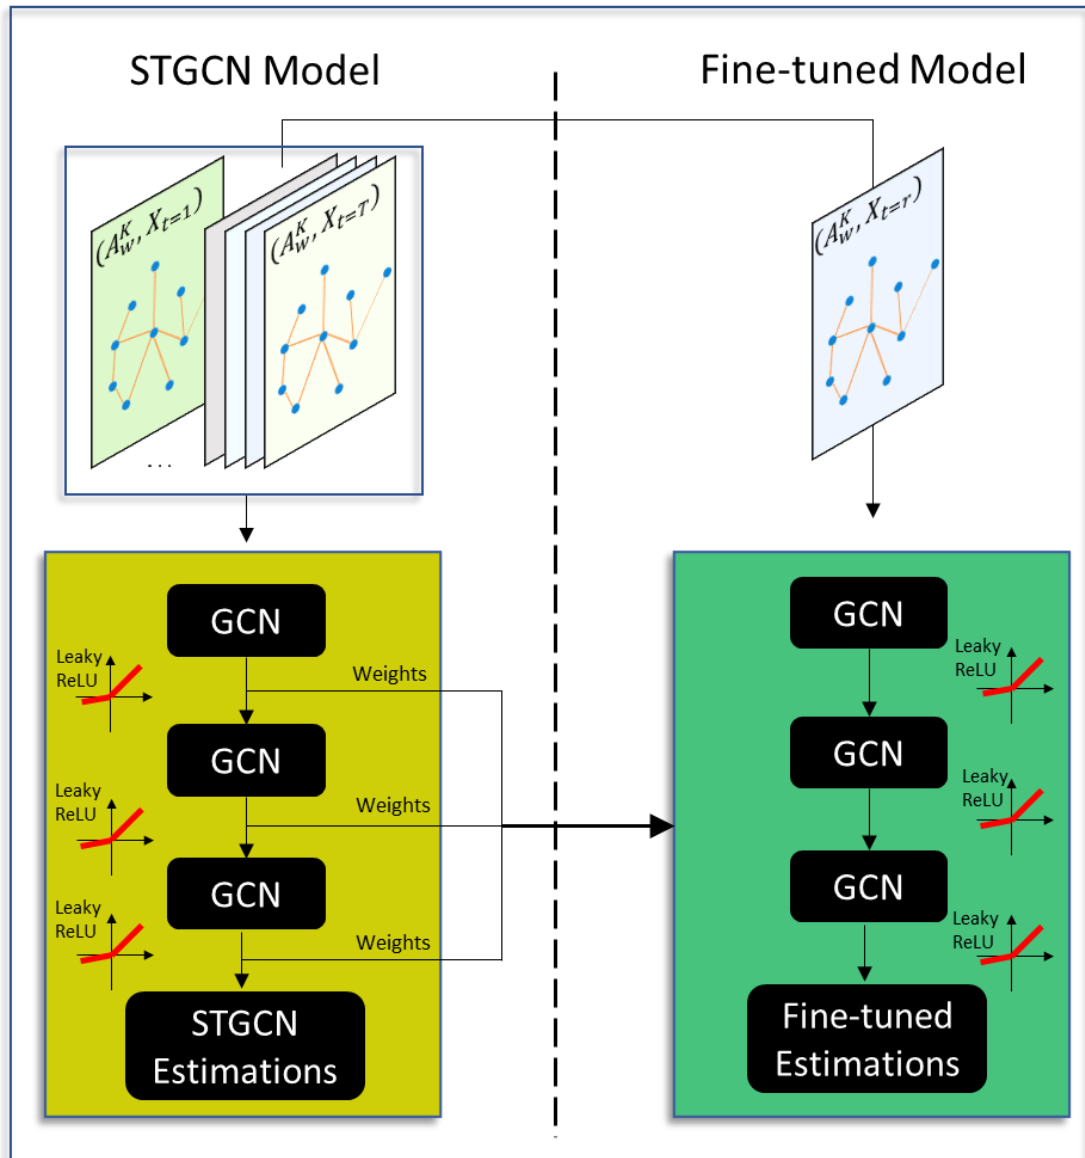 STGCN Model
Fine-tuned Model
(A_w^K, X_{t=1})
(A_w^K, X_{t=T})
(A_w^K, X_{t=r})
...
GCN
Leaky
ReLU
Weights
GCN
Leaky
ReLU
Weights
GCN
Leaky
ReLU
Weights
STGCN
Estimations
GCN
Leaky
ReLU
GCN
Leaky
ReLU
GCN
Leaky
ReLU
Fine-tuned
Estimations